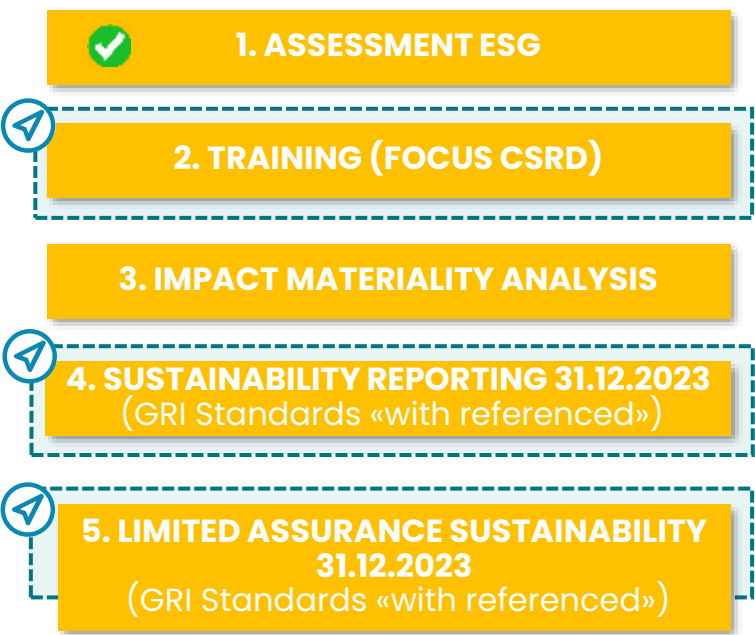 1. ASSESSMENT ESG
2. TRAINING (FOCUS CSRD)
3. IMPACT MATERIALITY ANALYSIS
4. SUSTAINABILITY REPORTING 31.12.2023
(GRI Standards «with referenced»)
5. LIMITED ASSURANCE SUSTAINABILITY
31.12.2023
(GRI Standards «with referenced»)